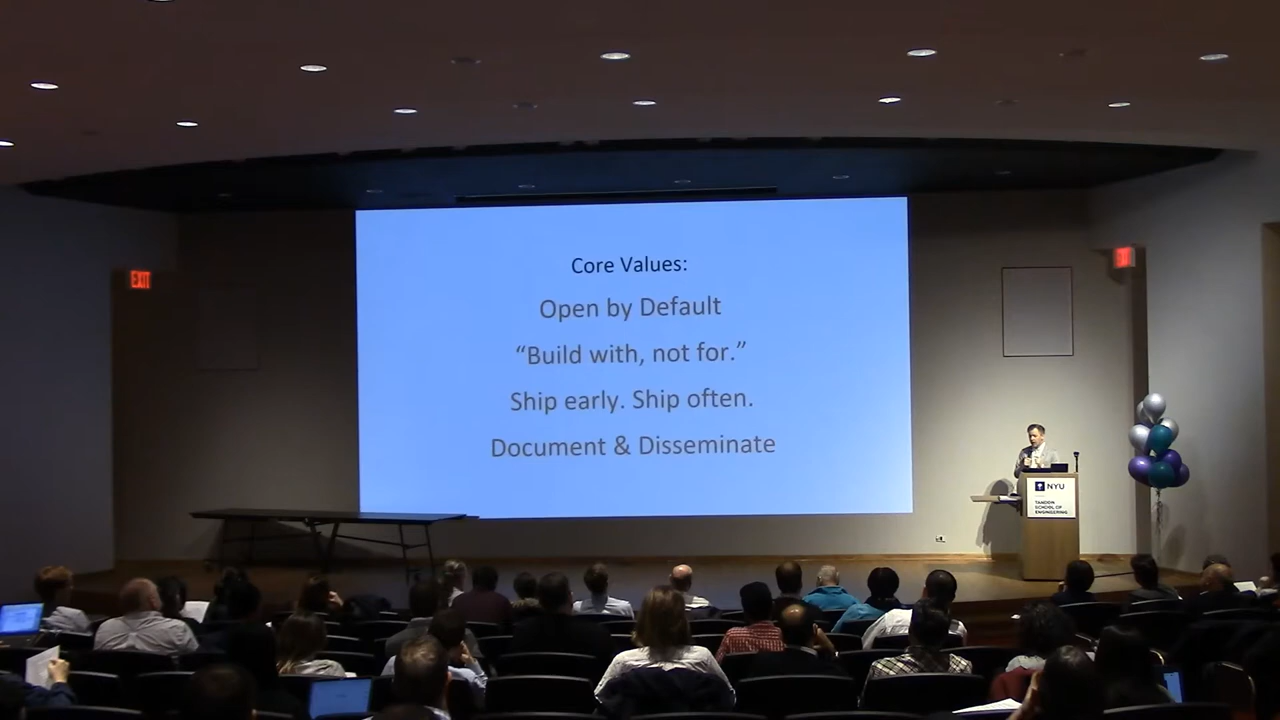 Core Values:
Open by Default
“Build with, not for.”
Ship early. Ship often.
Document & Disseminate
EXIT
NYU
TANDON
SCHOOL OF
ENGINEERING